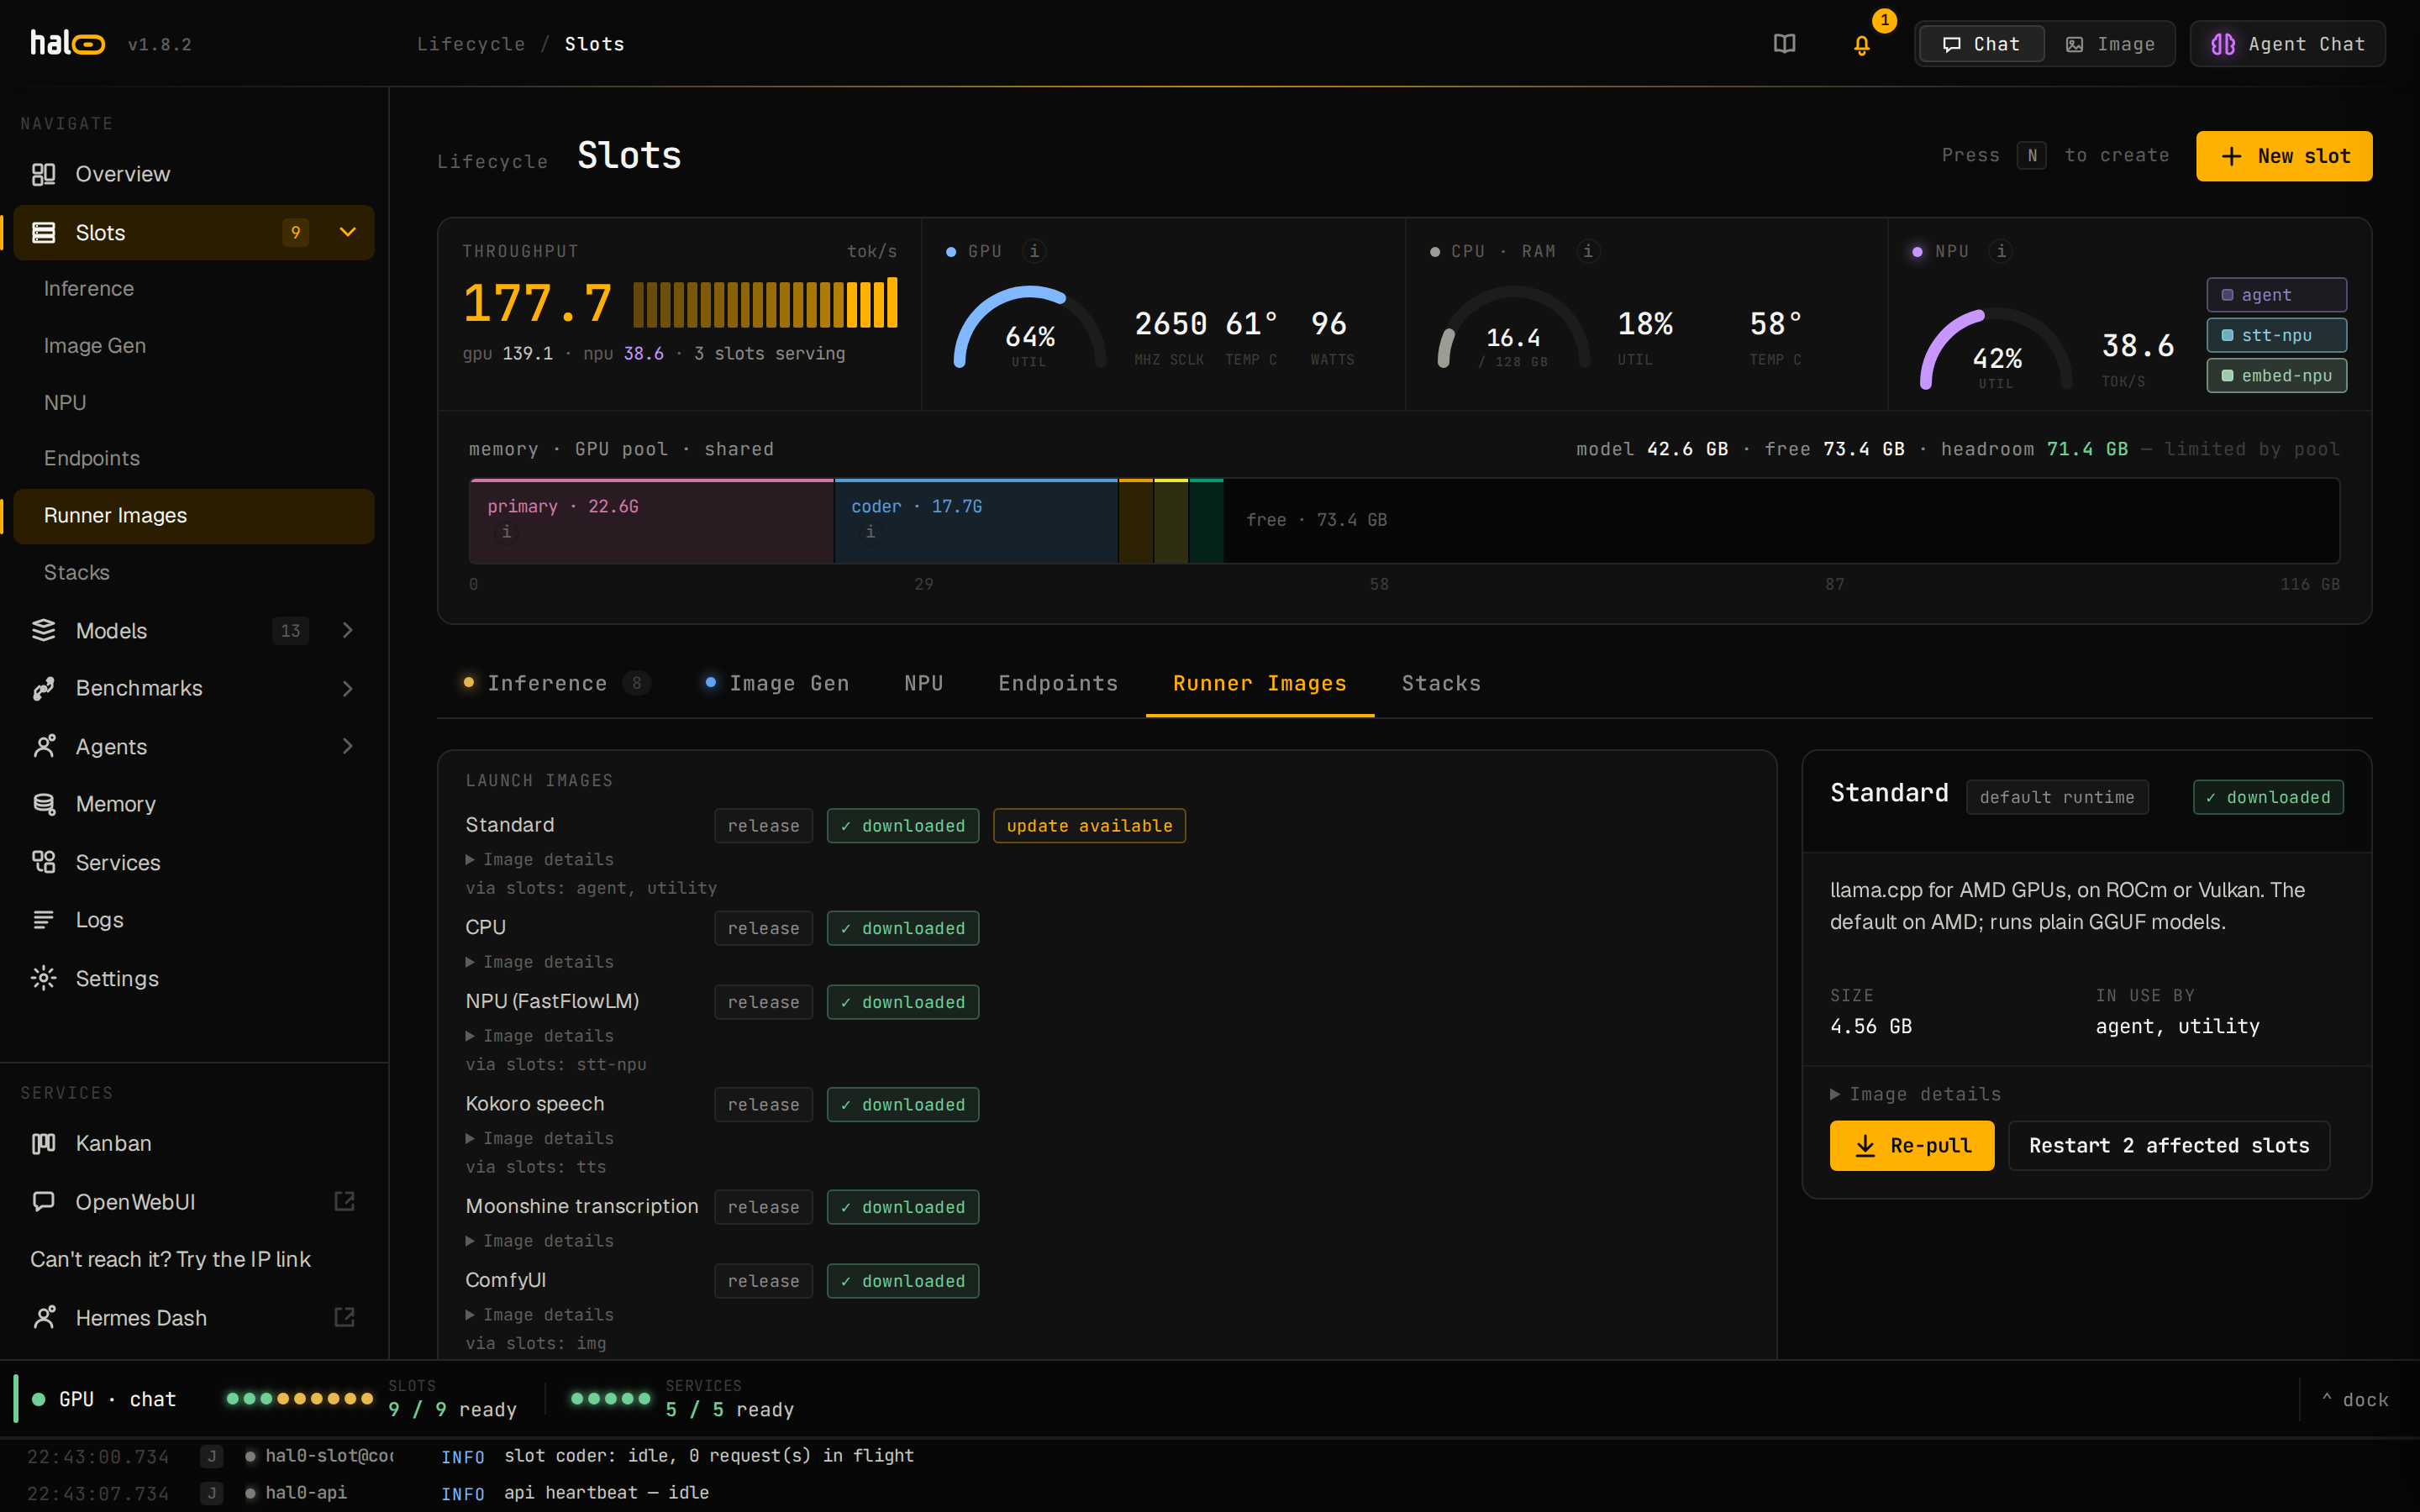 halo v1.8.2
Lifecycle / Slots
1
Chat
Image
Agent Chat
NAVIGATE
Overview
Slots 9
Inference
Image Gen
NPU
Endpoints
Runner Images
Stacks
Models 13
Benchmarks
Agents
Memory
Services
Logs
Settings
SERVICES
Kanban
OpenWebUI
Can't reach it? Try the IP link
Hermes Dash
Lifecycle Slots
Press N to create
New slot
THROUGHPUT tok/s
177.7
gpu 139.1 · npu 38.6 · 3 slots serving
GPU i
64%
UTIL
2650 61° 96
MHZ SCLK TEMP C WATTS
CPU · RAM i
16.4
/ 128 GB
18% 58°
UTIL TEMP C
NPU i
42%
UTIL
38.6
TOK/S
agent
stt-npu
embed-npu
memory · GPU pool · shared
model 42.6 GB · free 73.4 GB · headroom 71.4 GB — limited by pool
primary · 22.6G
i
coder · 17.7G
i
free · 73.4 GB
0 29 58 87 116 GB
Inference 8
Image Gen
NPU
Endpoints
Runner Images
Stacks
LAUNCH IMAGES
Standard release ✓ downloaded update available
▶ Image details
via slots: agent, utility
CPU release ✓ downloaded
▶ Image details
NPU (FastFlowLM) release ✓ downloaded
▶ Image details
via slots: stt-npu
Kokoro speech release ✓ downloaded
▶ Image details
via slots: tts
Moonshine transcription release ✓ downloaded
▶ Image details
ComfyUI release ✓ downloaded
▶ Image details
via slots: img
Standard default runtime ✓ downloaded
llama.cpp for AMD GPUs, on ROCm or Vulkan. The
default on AMD; runs plain GGUF models.
SIZE IN USE BY
4.56 GB agent, utility
▶ Image details
Re-pull
Restart 2 affected slots
GPU · chat
SLOTS
9 / 9 ready
SERVICES
5 / 5 ready
^ dock
22:43:00.734 J hal0-slot@co INFO slot coder: idle, 0 request(s) in flight
22:43:07.734 J hal0-api INFO api heartbeat — idle